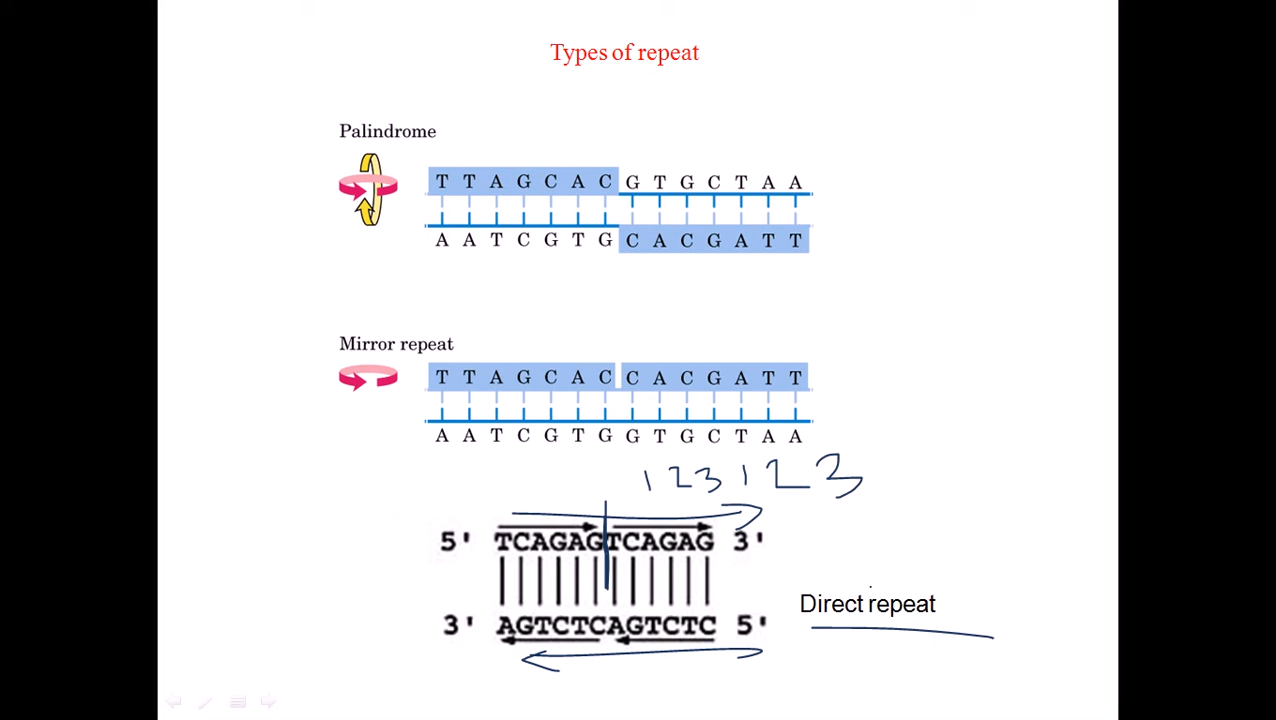 Types of repeat
Palindrome
T T A G C A C G T G C T A A
A A T C G T G C A C G A T T
Mirror repeat
T T A G C A C C A C G A T T
A A T C G T G G T G C T A A
1 2 3 1 2 3
5' TCAGAGTCAGAG 3'
Direct repeat
3' AGTCTCAGTCTC 5'